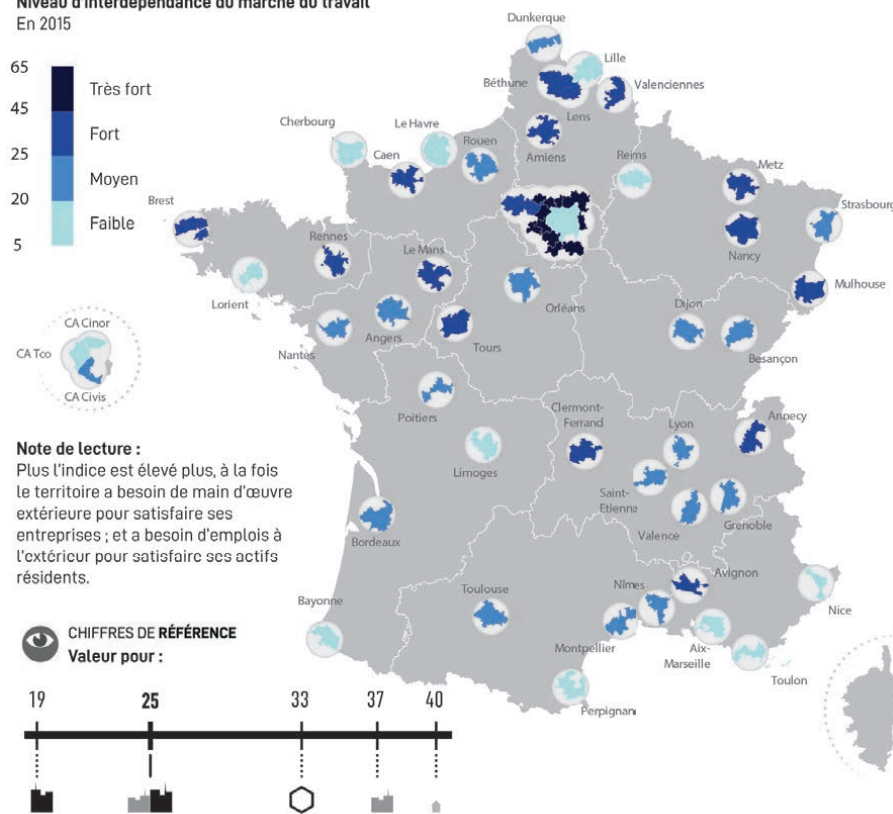 Niveau d'interdépendance du marché du travail
En 2015
65
Très fort
45
Fort
25
Moyen
20
Faible
5
Dunkerque
Lille
Béthune
Valenciennes
Lens
Cherbourg
Le Havre
Rouen
Caen
Amiens
Reims
Metz
Brest
Strasbourg
Rennes
Le Mans
Nancy
Lorient
Mulhouse
Orléans
Dijon
Nantes
Angers
Tours
Besançon
CA Cinor
CA Tco
CA Civis
Poitiers
Clermont-
Ferrand
Lyon
Annecy
Limoges
Saint-
Etienne
Valence
Grenoble
Bordeaux
Avignon
Nîmes
Toulouse
Nice
Bayonne
Montpellier
Aix-
Marseille
Toulon
Perpignan
Note de lecture :
Plus l'indice est élevé plus, à la fois
le territoire a besoin de main d'œuvre
extérieure pour satisfaire ses
entreprises ; et a besoin d'emplois à
l'extérieur pour satisfaire ses actifs
résidents.
CHIFFRES DE RÉFÉRENCE
Valeur pour :
19 25 33 37 40